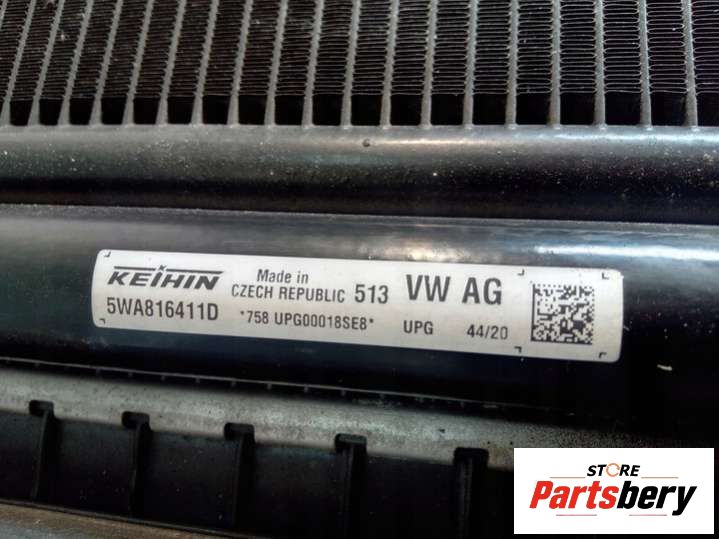 KEIHIN Made in CZECH REPUBLIC 513 VW AG
5WA816411D *758 UPG00018SE8* UPG 44/20
STORE
Partsbery